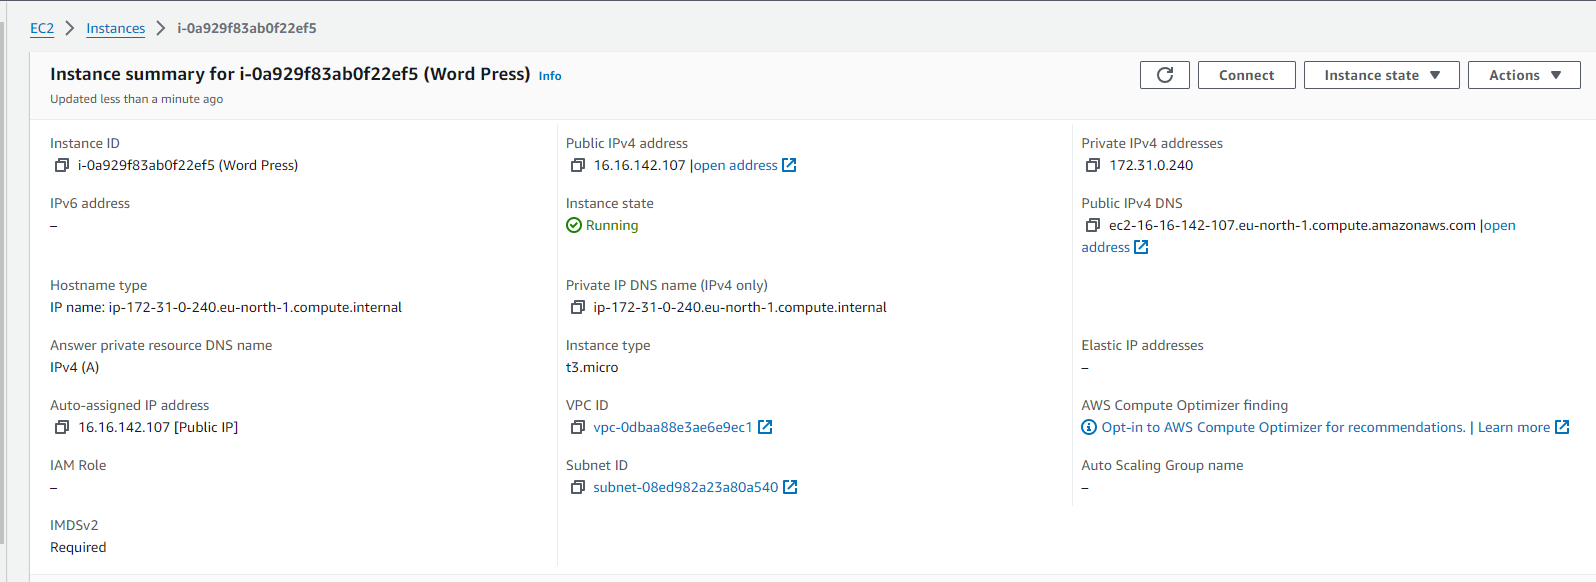 EC2 > Instances > i-0a929f83ab0f22ef5
Instance summary for i-0a929f83ab0f22ef5 (Word Press) Info
Updated less than a minute ago
Connect
Instance state
Actions
Instance ID
i-0a929f83ab0f22ef5 (Word Press)
Public IPv4 address
16.16.142.107 |open address
Private IPv4 addresses
172.31.0.240
IPv6 address
–
Instance state
Running
Public IPv4 DNS
ec2-16-16-142-107.eu-north-1.compute.amazonaws.com |open
address
Hostname type
IP name: ip-172-31-0-240.eu-north-1.compute.internal
Private IP DNS name (IPv4 only)
ip-172-31-0-240.eu-north-1.compute.internal
Answer private resource DNS name
IPv4 (A)
Instance type
t3.micro
Elastic IP addresses
–
Auto-assigned IP address
16.16.142.107 [Public IP]
VPC ID
vpc-0dbaa88e3ae6e9ec1
AWS Compute Optimizer finding
Opt-in to AWS Compute Optimizer for recommendations. | Learn more
IAM Role
–
Subnet ID
subnet-08ed982a23a80a540
Auto Scaling Group name
–
IMDSv2
Required